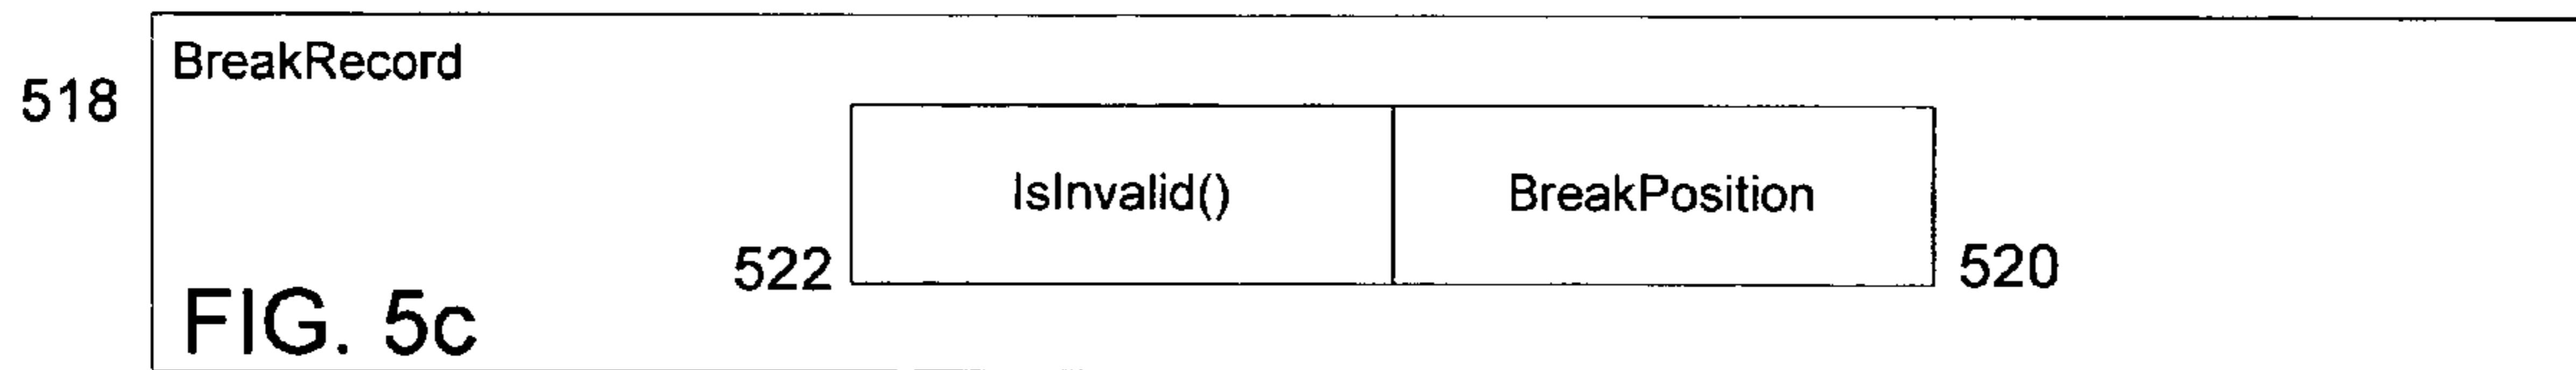 BreakRecord
518
IsInvalid()
BreakPosition
522
520
FIG. 5c